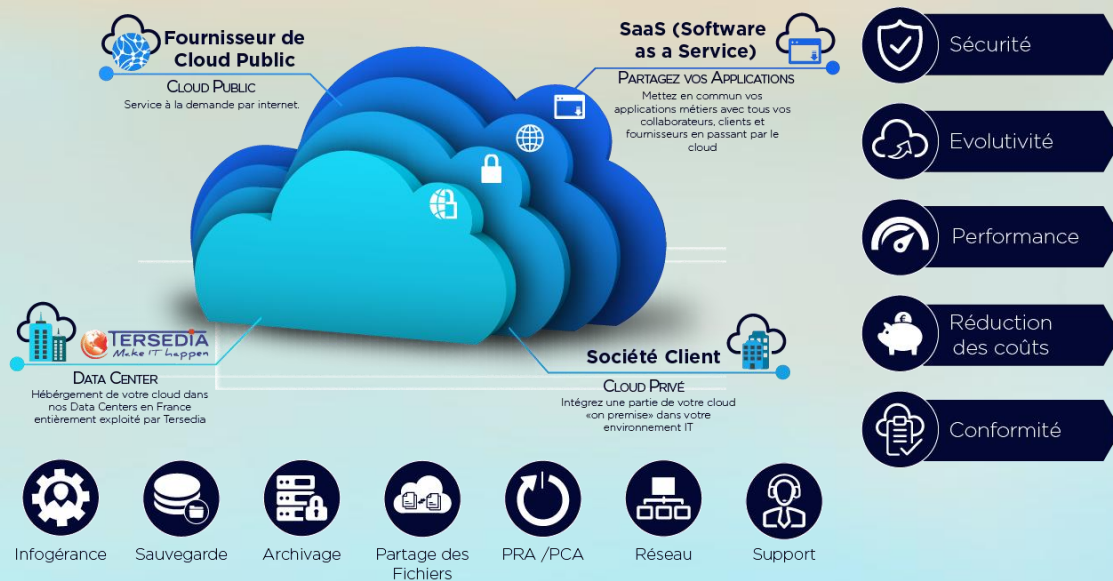 Fournisseur de
Cloud Public
CLOUD PUBLIC
Service à la demande par internet.
SaaS (Software
as a Service)
PARTAGEZ VOS APPLICATIONS
Mettez en commun vos
applications métiers avec tous vos
collaborateurs, clients et
fournisseurs en passant par le
cloud
TERSEDIA
Make IT happen
DATA CENTER
Hébérgement de votre cloud dans
nos Data Centers en France
entièrement exploité par Tersedia
Société Client
CLOUD PRIVÉ
Intégrez une partie de votre cloud
«on premise» dans votre
environnement IT
Sécurité
Evolutivité
Performance
Réduction
des coûts
Conformité
Infogérance
Sauvegarde
Archivage
Partage des
Fichiers
PRA /PCA
Réseau
Support